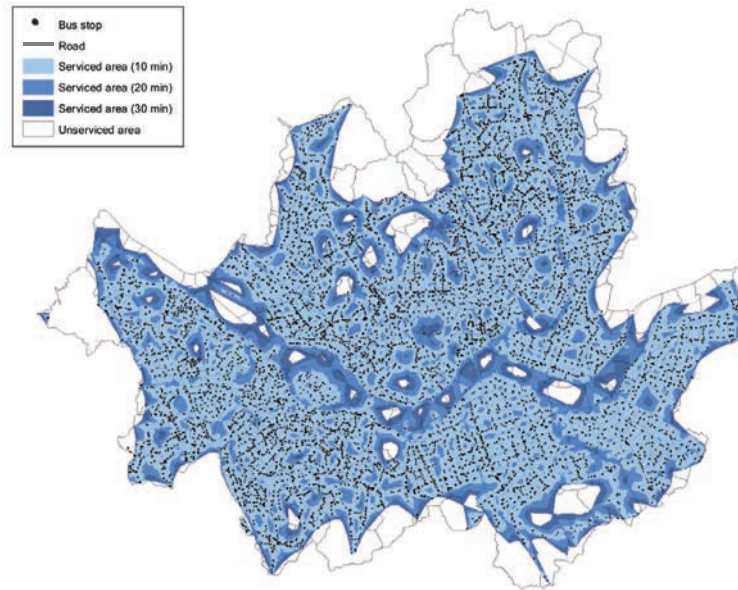 Bus stop
Road
Serviced area (10 min)
Serviced area (20 min)
Serviced area (30 min)
Unserviced area